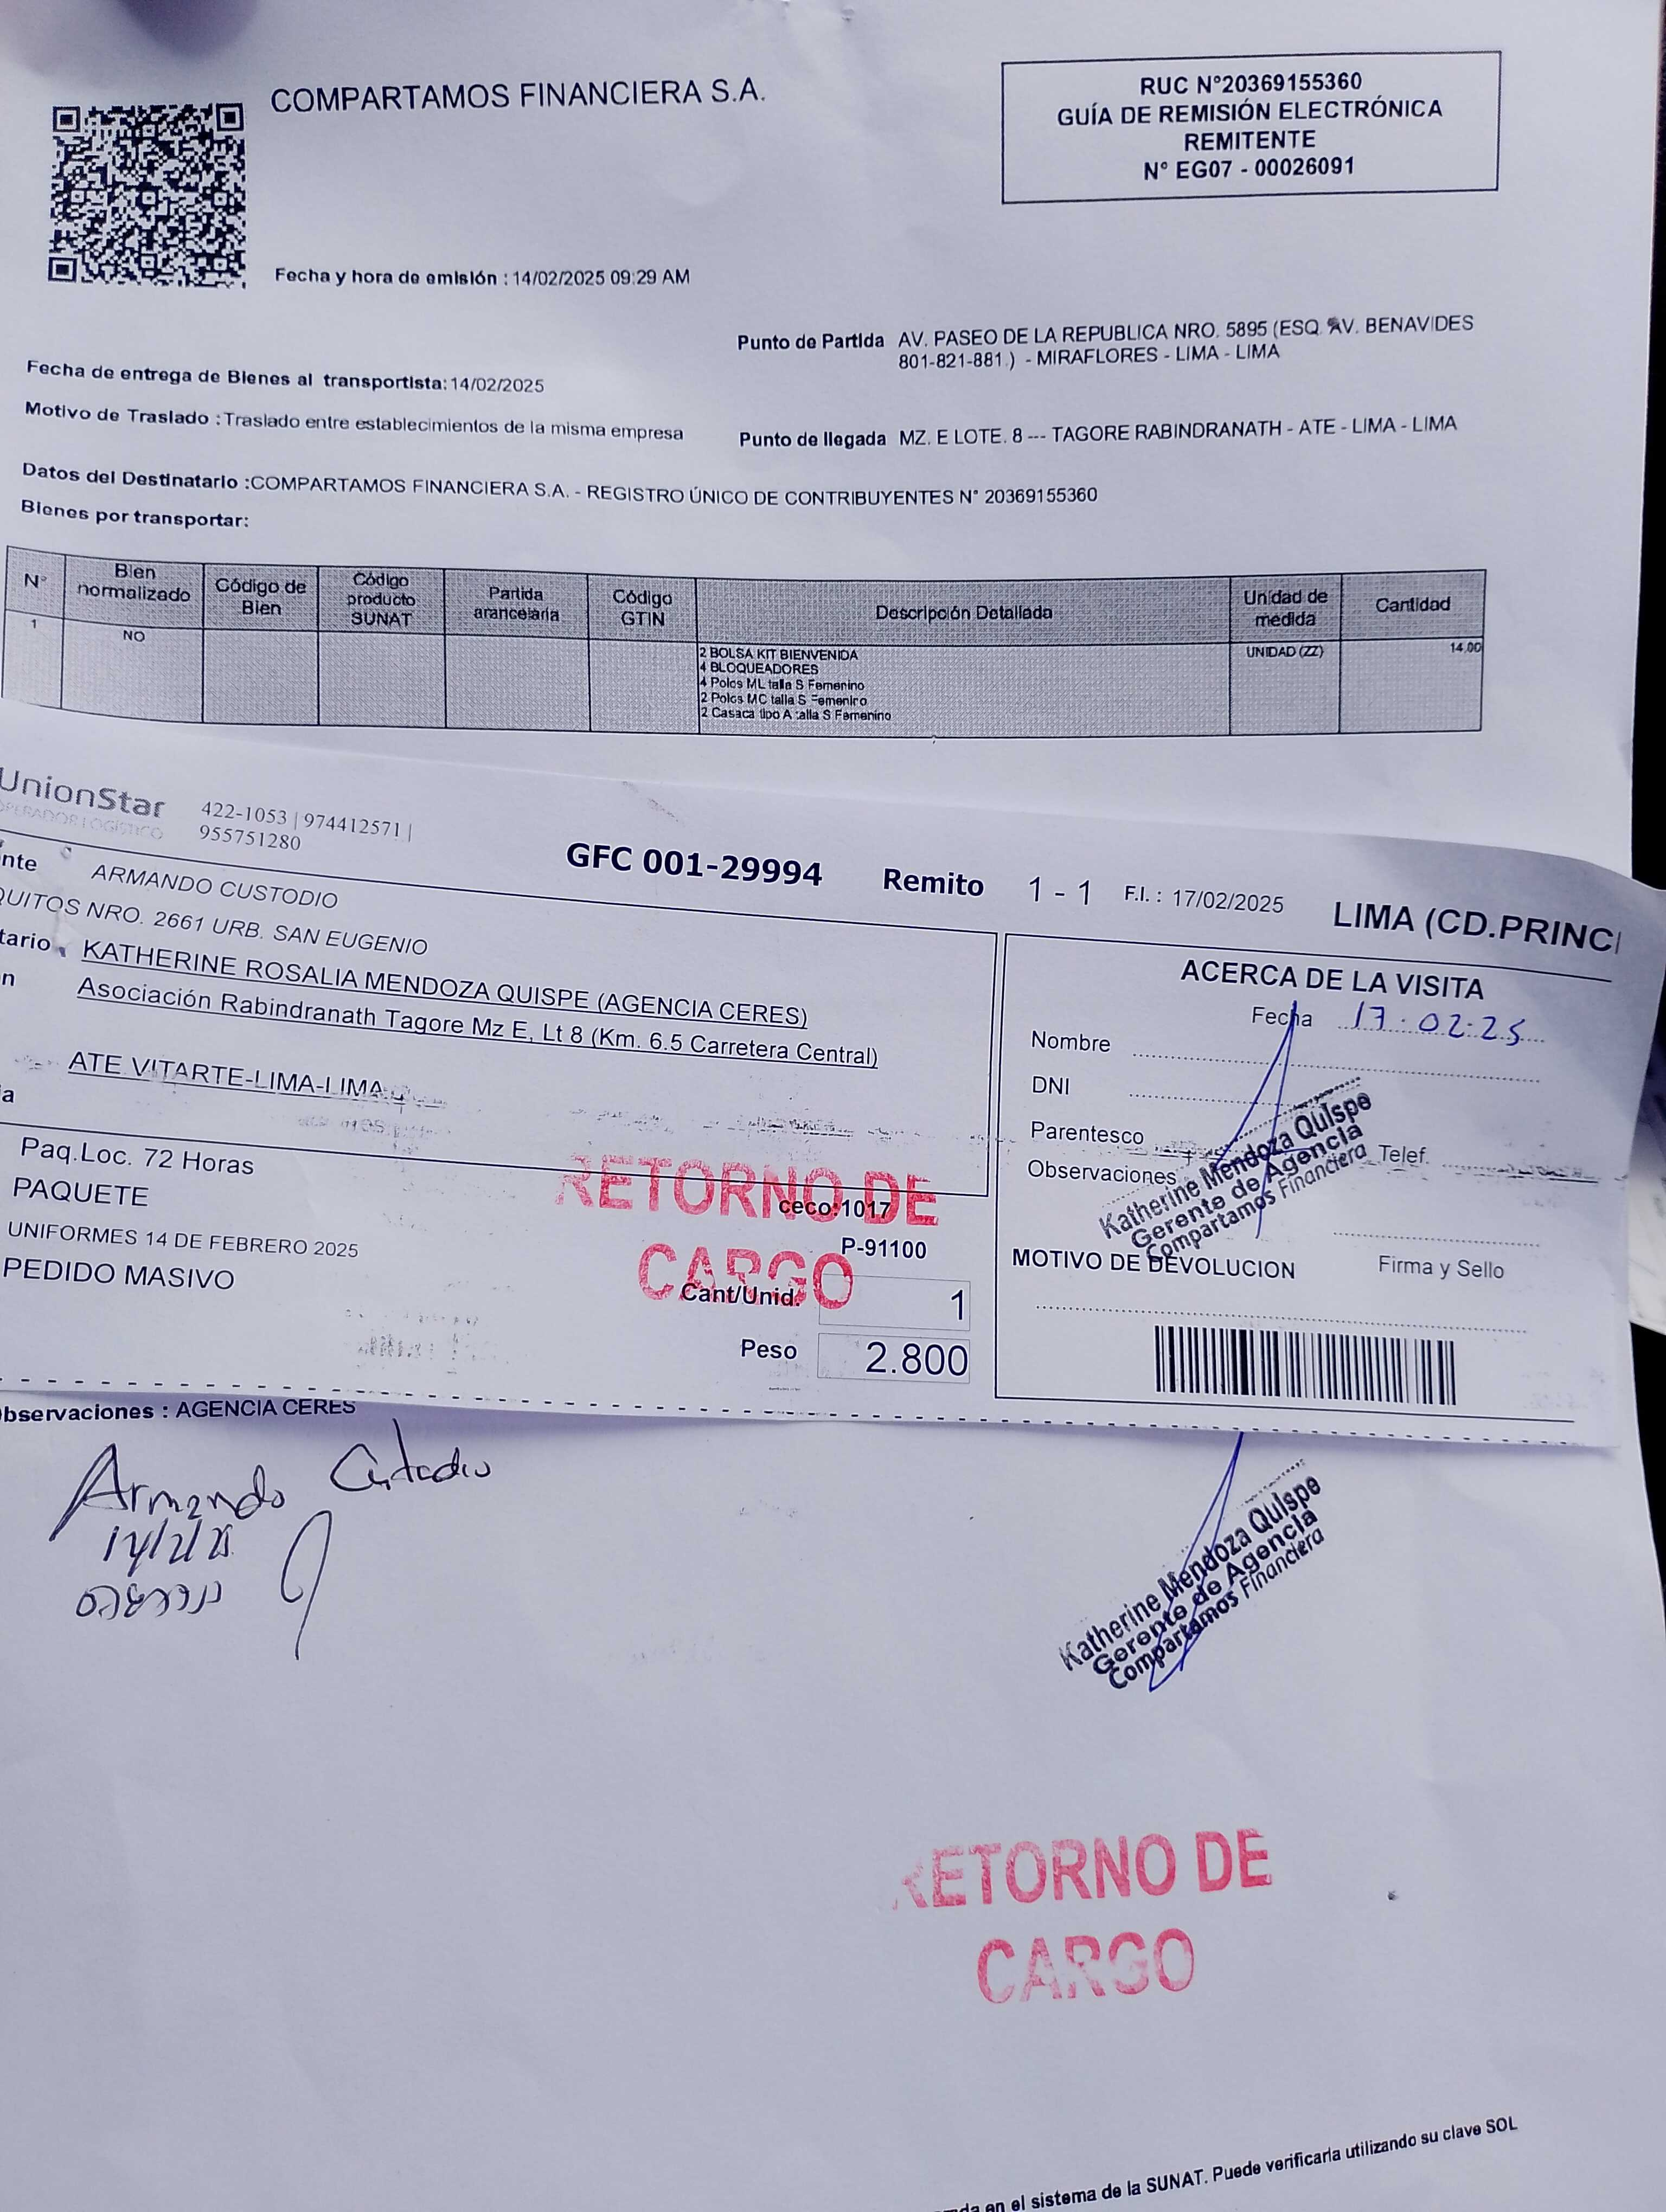 COMPARTAMOS FINANCIERA S.A.
RUC N°20369155360
GUÍA DE REMISIÓN ELECTRÓNICA
REMITENTE
N° EG07 - 00026091
Fecha y hora de emisión : 14/02/2025 09:29 AM
Punto de Partida AV. PASEO DE LA REPUBLICA NRO. 5895 (ESQ. AV. BENAVIDES
801-821-881.) - MIRAFLORES - LIMA - LIMA
Fecha de entrega de Bienes al transportista: 14/02/2025
Motivo de Traslado : Traslado entre establecimientos de la misma empresa
Punto de llegada MZ. E LOTE. 8 --- TAGORE RABINDRANATH - ATE - LIMA - LIMA
Datos del Destinatario :COMPARTAMOS FINANCIERA S.A. - REGISTRO ÚNICO DE CONTRIBUYENTES N° 20369155360
Bienes por transportar:
N° Bien normalizado Código de Bien Código producto SUNAT Partida arancelaria Código GTIN Descripción Detallada Unidad de medida Cantidad
1 NO 2 BOLSA KIT BIENVENIDA UNIDAD (ZZ) 14.00
4 BLOQUEADORES
4 Polos ML talla S Femenino
2 Polos MC talla S Femenino
2 Casaca tipo A talla S Femenino
UnionStar
OPERADOR LOGÍSTICO
422-1053 | 974412571 |
955751280
GFC 001-29994 Remito 1 - 1 F.I. : 17/02/2025 LIMA (CD.PRINCI
nte ARMANDO CUSTODIO
QUITOS NRO. 2661 URB. SAN EUGENIO
tario KATHERINE ROSALIA MENDOZA QUISPE (AGENCIA CERES)
n Asociación Rabindranath Tagore Mz E, Lt 8 (Km. 6.5 Carretera Central)
ATE VITARTE-LIMA-LIMA
a
Paq.Loc. 72 Horas
PAQUETE
UNIFORMES 14 DE FEBRERO 2025
PEDIDO MASIVO
RETORNO DE
CARGO
ceco:1017
P-91100
Cant/Unid. 1
Peso 2.800
ACERCA DE LA VISITA
Fecha 17.02.25
Nombre
DNI
Parentesco
Telef.
Observaciones
Katherine Mendoza Quispe
Gerente de Agencia
Compartamos Financiera
Firma y Sello
MOTIVO DE DEVOLUCION
bservaciones : AGENCIA CERES
Armando Custodio
Katherine Mendoza Quispe
Gerente de Agencia
Compartamos Financiera
RETORNO DE
CARGO
da en el sistema de la SUNAT. Puede verificarla utilizando su clave SOL